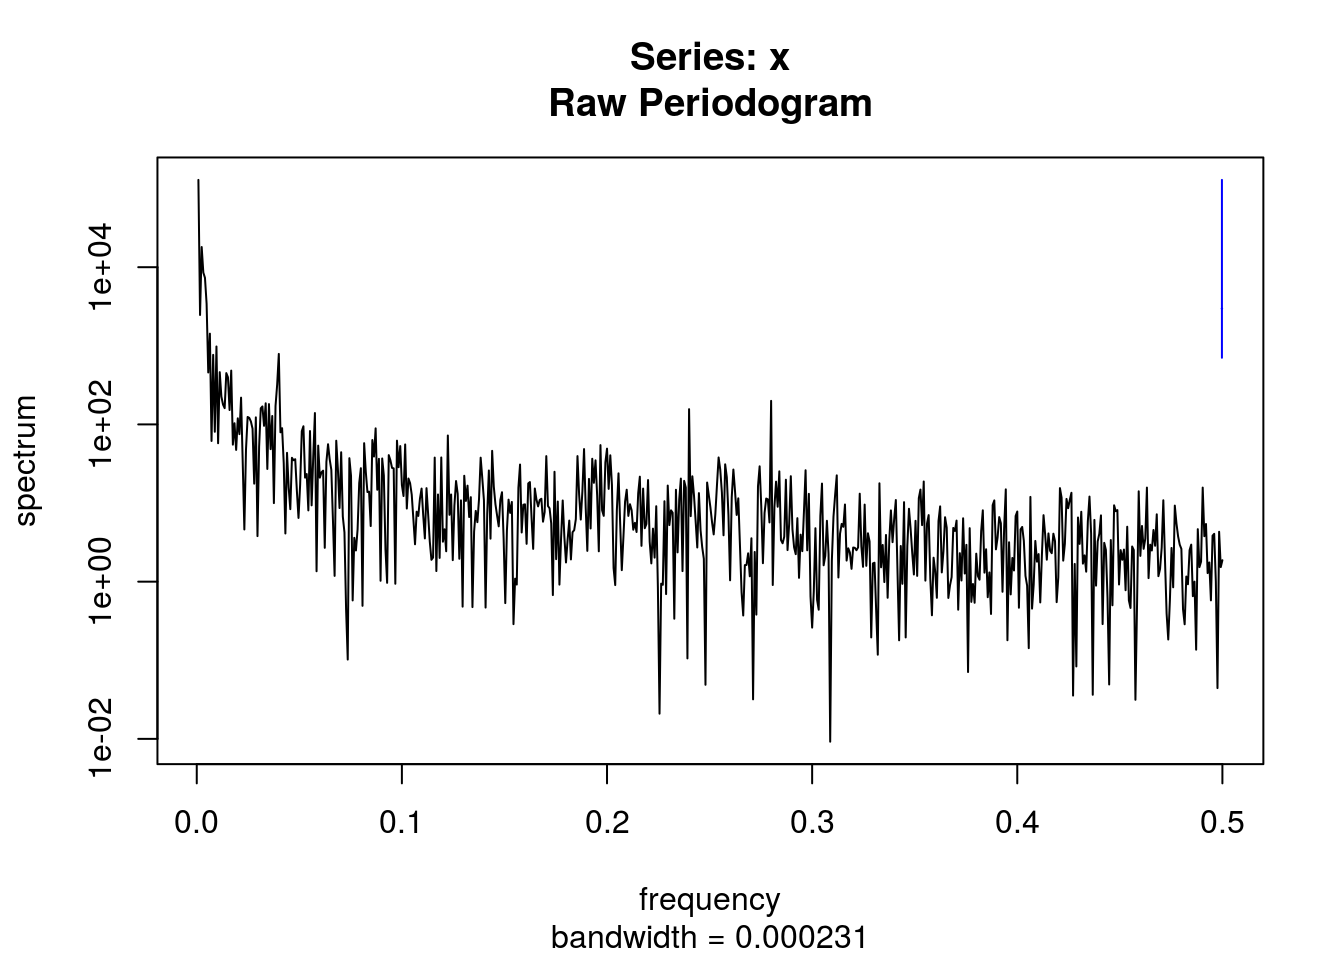 Series: x
Raw Periodogram
spectrum
1e+04
1e+02
1e+00
1e-02
0.0 0.1 0.2 0.3 0.4 0.5
frequency
bandwidth = 0.000231